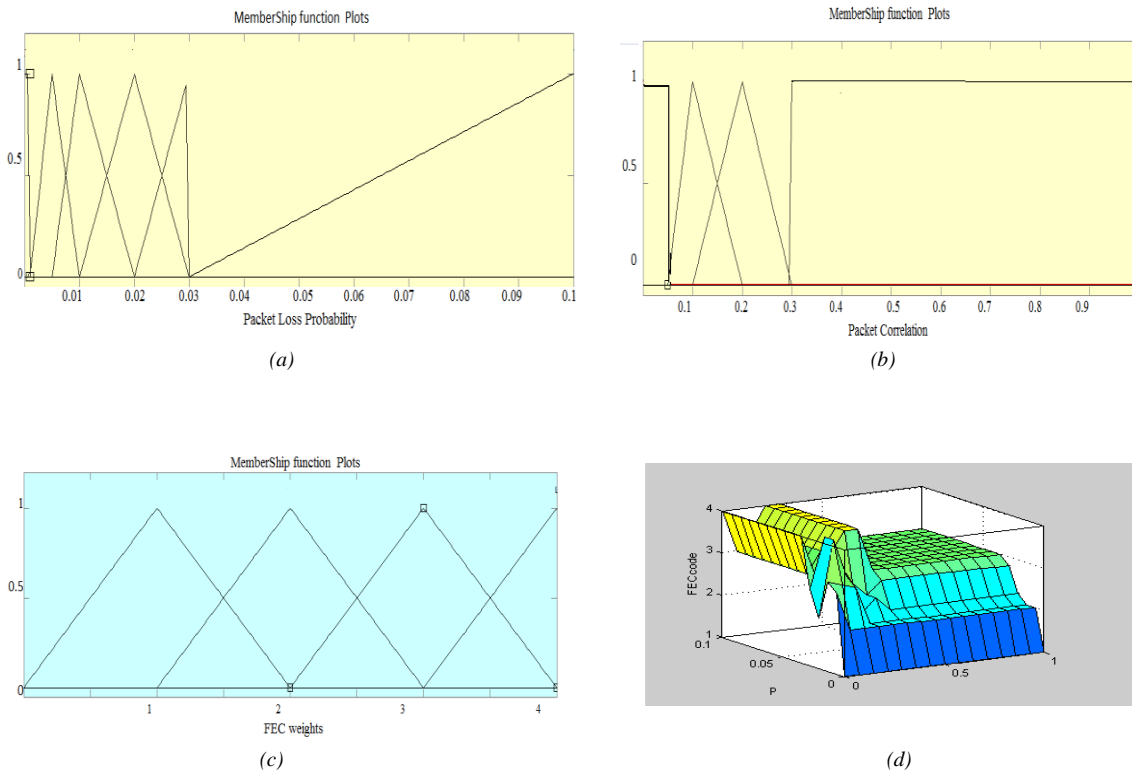 MemberShip function Plots
1
0.5
0
0.01 0.02 0.03 0.04 0.05 0.06 0.07 0.08 0.09 0.1
Packet Loss Probability
(a)
MemberShip function Plots
1
0.5
0
0.1 0.2 0.3 0.4 0.5 0.6 0.7 0.8 0.9
Packet Correlation
(b)
MemberShip function Plots
1
0.5
0
1 2 3 4
FEC weights
(c)
4
3
2
1
FECcode
0.1
0.05
0
P
0
0.5
1
(d)